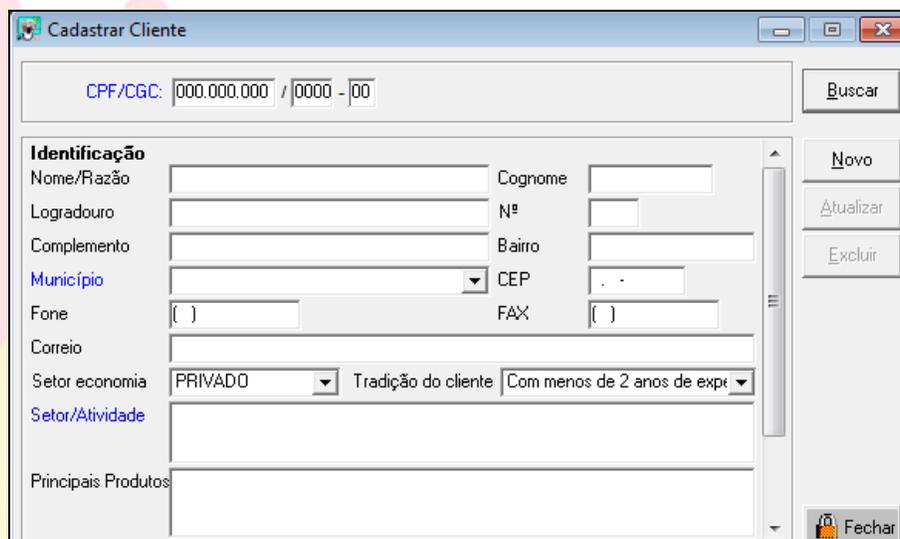 Cadastrar Cliente
CPF/CGC: 000.000.000 / 0000 - 00
Buscar
Identificação
Novo
Nome/Razão Cognome
Logradouro Nº
Atualizar
Complemento Bairro
Excluir
Município CEP . -
Fone ( ) FAX ( )
Correio
Setor economia PRIVADO Tradição do cliente Com menos de 2 anos de expe
Setor/Atividade
Principais Produtos
Fechar